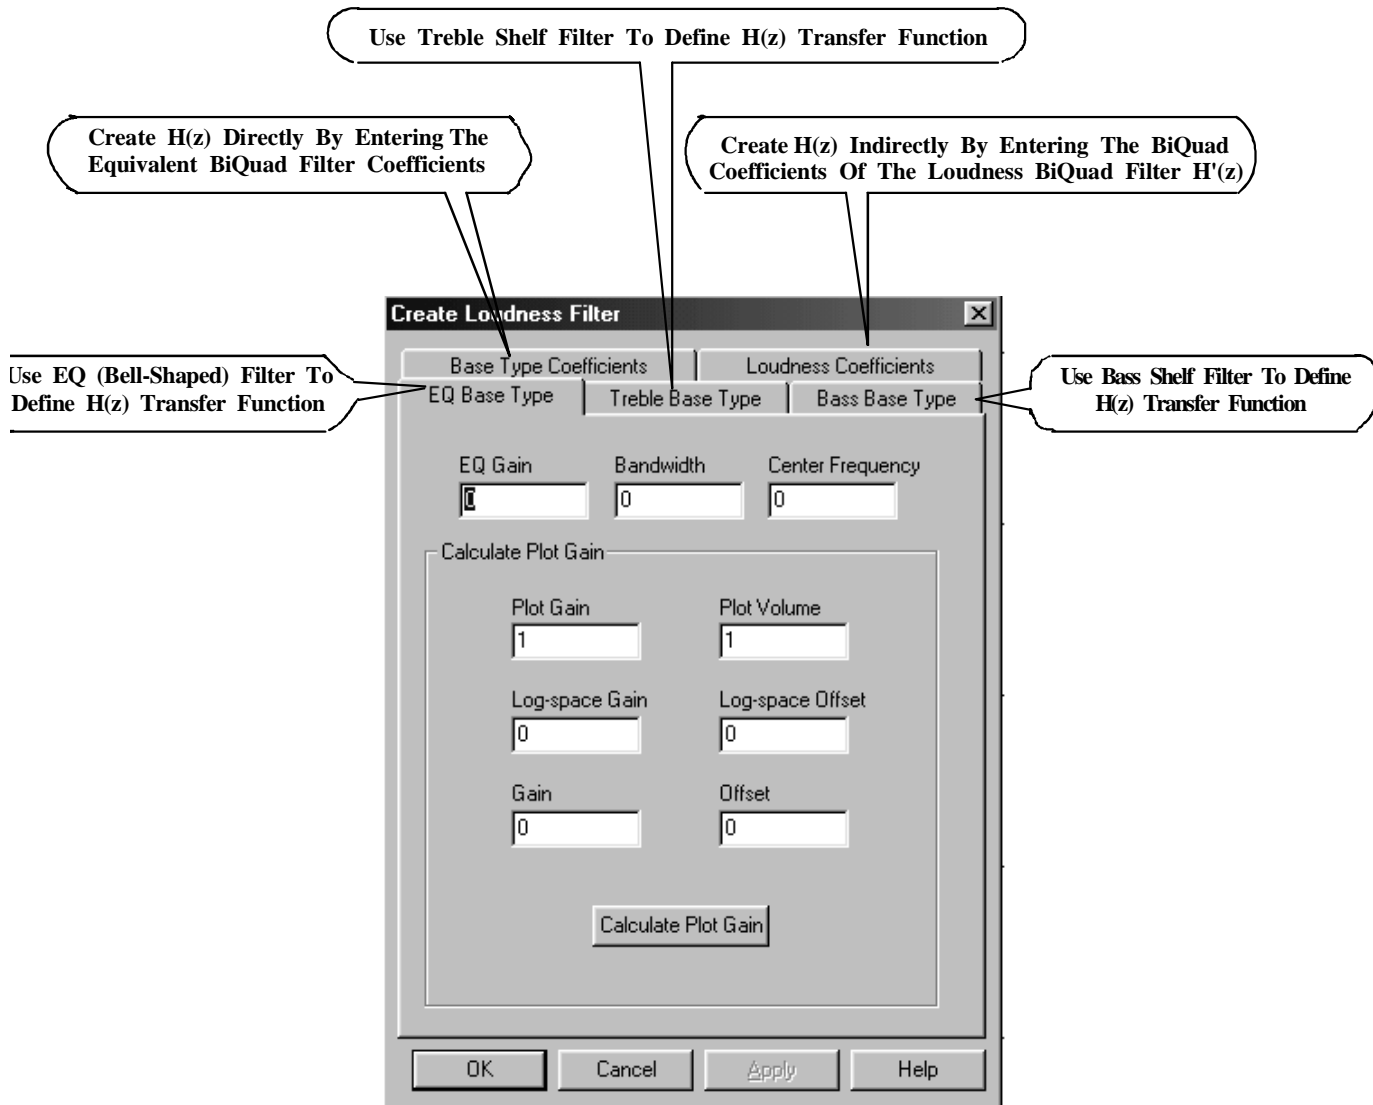 Use Treble Shelf Filter To Define H(z) Transfer Function
Create H(z) Directly By Entering The
Equivalent BiQuad Filter Coefficients
Create H(z) Indirectly By Entering The BiQuad
Coefficients Of The Loudness BiQuad Filter H'(z)
Create Loudness Filter
Base Type Coefficients
Loudness Coefficients
Use EQ (Bell-Shaped) Filter To
Define H(z) Transfer Function
EQ Base Type
Treble Base Type
Bass Base Type
Use Bass Shelf Filter To Define
H(z) Transfer Function
EQ Gain
Bandwidth
Center Frequency
0
0
0
Calculate Plot Gain
Plot Gain
Plot Volume
1
1
Log-space Gain
Log-space Offset
0
0
Gain
Offset
0
0
Calculate Plot Gain
OK
Cancel
Apply
Help